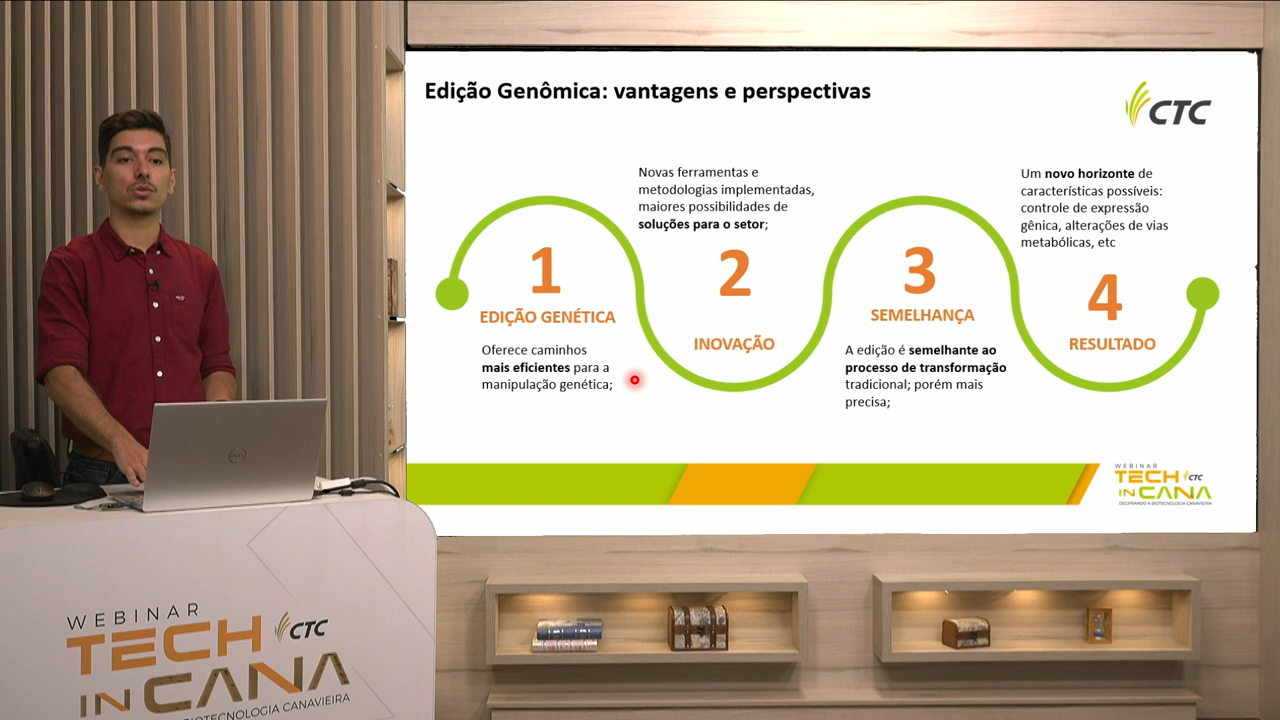 Edição Genômica: vantagens e perspectivas
CTC
1
EDIÇÃO GENÉTICA
Oferece caminhos
mais eficientes para a
manipulação genética;
Novas ferramentas e
metodologias implementadas,
maiores possibilidades de
soluções para o setor;
2
INOVAÇÃO
3
SEMELHANÇA
A edição é semelhante ao
processo de transformação
tradicional; porém mais
precisa;
Um novo horizonte de
características possíveis:
controle de expressão
gênica, alterações de vias
metabólicas, etc
4
RESULTADO
WEBINAR
TECH CTC
IN CANA
DECIFRANDO A BIOTECNOLOGIA CANAVIEIRA
DELL
WEBINAR
TECH CTC
IN CANA
BIOTECNOLOGIA CANAVIEIRA